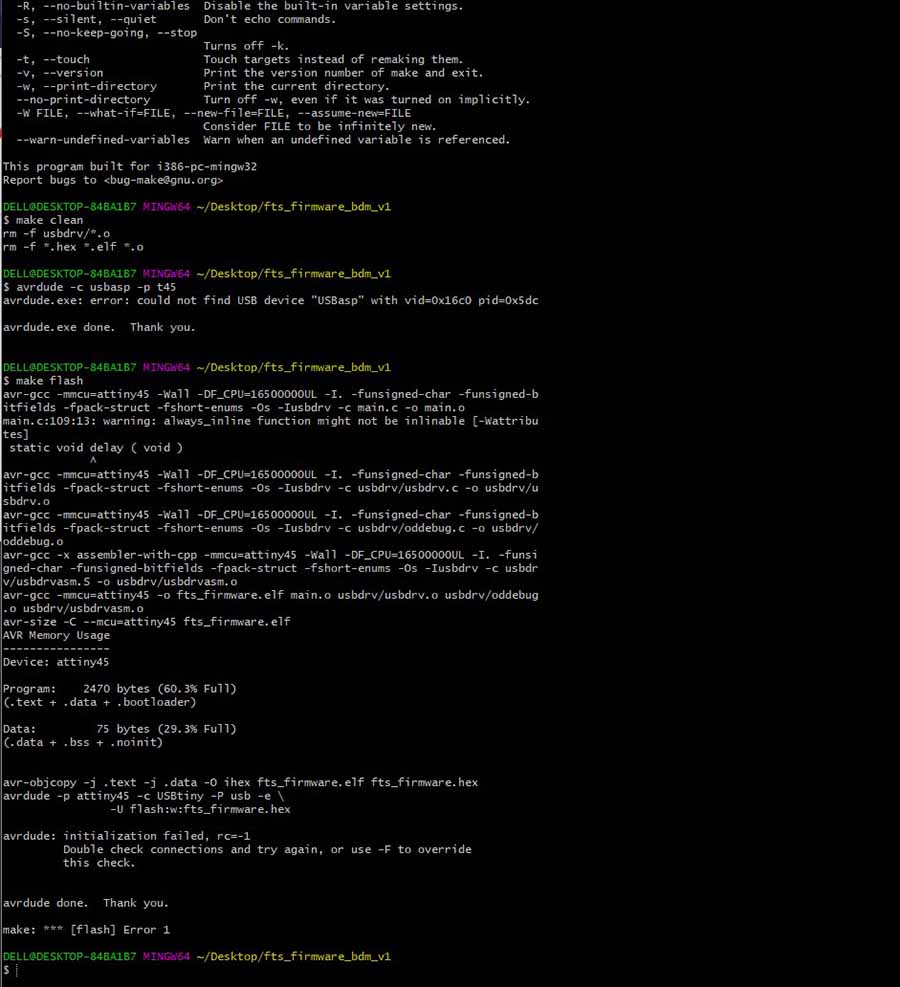 -R, --no-builtin-variables  Disable the built-in variable settings.
-s, --silent, --quiet       Don't echo commands.
-S, --no-keep-going, --stop
                            Turns off -k.
-t, --touch                 Touch targets instead of remaking them.
-v, --version               Print the version number of make and exit.
-w, --print-directory       Print the current directory.
--no-print-directory        Turn off -w, even if it was turned on implicitly.
-W FILE, --what-if=FILE, --new-file=FILE, --assume-new=FILE
                            Consider FILE to be infinitely new.
--warn-undefined-variables  Warn when an undefined variable is referenced.

This program built for i386-pc-mingw32
Report bugs to <bug-make@gnu.org>

DELL@DESKTOP-84BA1B7 MINGW64 ~/Desktop/fts_firmware_bdm_v1
$ make clean
rm -f usbdrv/*.o
rm -f *.hex *.elf *.o

DELL@DESKTOP-84BA1B7 MINGW64 ~/Desktop/fts_firmware_bdm_v1
$ avrdude -c usbasp -p t45
avrdude.exe: error: could not find USB device "USBasp" with vid=0x16c0 pid=0x5dc

avrdude.exe done.  Thank you.

DELL@DESKTOP-84BA1B7 MINGW64 ~/Desktop/fts_firmware_bdm_v1
$ make flash
avr-gcc -mmcu=attiny45 -Wall -DF_CPU=16500000UL -I. -funsigned-char -funsigned-b
itfields -fpack-struct -fshort-enums -Os -Iusbdrv -c main.c -o main.o
main.c:109:13: warning: always_inline function might not be inlinable [-Wattribu
tes]
 static void delay ( void )
             ^
avr-gcc -mmcu=attiny45 -Wall -DF_CPU=16500000UL -I. -funsigned-char -funsigned-b
itfields -fpack-struct -fshort-enums -Os -Iusbdrv -c usbdrv/usbdrv.c -o usbdrv/u
sbdrv.o
avr-gcc -mmcu=attiny45 -Wall -DF_CPU=16500000UL -I. -funsigned-char -funsigned-b
itfields -fpack-struct -fshort-enums -Os -Iusbdrv -c usbdrv/oddebug.c -o usbdrv/
oddebug.o
avr-gcc -x assembler-with-cpp -mmcu=attiny45 -Wall -DF_CPU=16500000UL -I. -funsi
gned-char -funsigned-bitfields -fpack-struct -fshort-enums -Os -Iusbdrv -c usbdr
v/usbdrvasm.S -o usbdrv/usbdrvasm.o
avr-gcc -mmcu=attiny45 -o fts_firmware.elf main.o usbdrv/usbdrv.o usbdrv/oddebug
.o usbdrv/usbdrvasm.o
avr-size -C --mcu=attiny45 fts_firmware.elf
AVR Memory Usage
----------------
Device: attiny45

Program:    2470 bytes (60.3% Full)
(.text + .data + .bootloader)

Data:         75 bytes (29.3% Full)
(.data + .bss + .noinit)

avr-objcopy -j .text -j .data -O ihex fts_firmware.elf fts_firmware.hex
avrdude -p attiny45 -c USBtiny -P usb -e \
                -U flash:w:fts_firmware.hex

avrdude: initialization failed, rc=-1
         Double check connections and try again, or use -F to override
         this check.

avrdude done.  Thank you.

make: *** [flash] Error 1

DELL@DESKTOP-84BA1B7 MINGW64 ~/Desktop/fts_firmware_bdm_v1
$